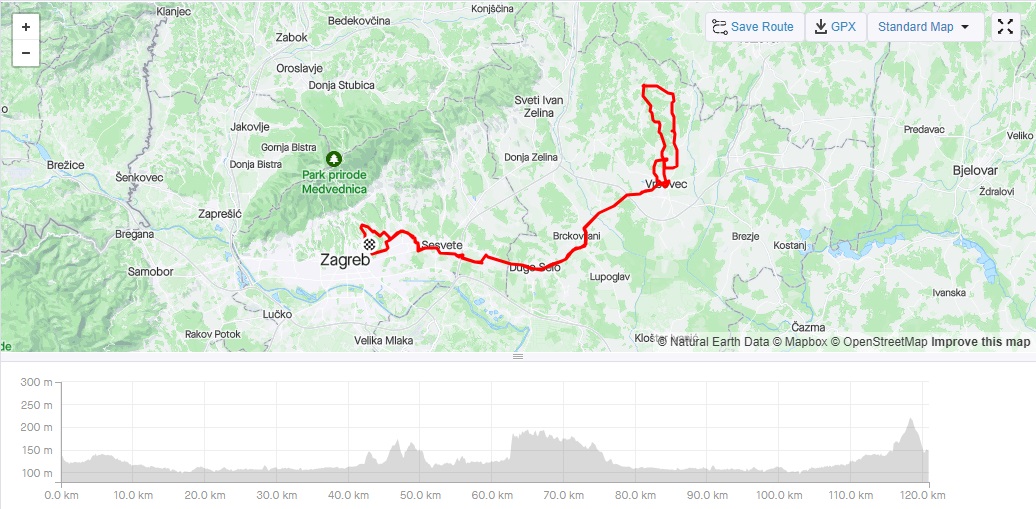 +
−
Klanjec
Konjščina
Bedekovčina
Save Route
GPX
Standard Map
Zabok
Oroslavje
Donja Stubica
Sveti Ivan
Zelina
Jakovlje
Predavac
Veliko
Gornja Bistra
Brežice
Donja Bistra
Donja Zelina
Park prirode
Medvednica
Bjelovar
Šenkovec
Vrbovec
Ždralovi
Zaprešić
Bregana
Brckovljani
Brezje
Sesvete
Kostanj
Zagreb
Dugo Selo
Samobor
Lupoglav
Ivanska
Lučko
Čazma
Rakov Potok
Velika Mlaka
Kloštar Ivanić
de
© Natural Earth Data © Mapbox © OpenStreetMap Improve this map
300 m
250 m
200 m
150 m
100 m
0.0 km 10.0 km 20.0 km 30.0 km 40.0 km 50.0 km 60.0 km 70.0 km 80.0 km 90.0 km 100.0 km 110.0 km 120.0 km